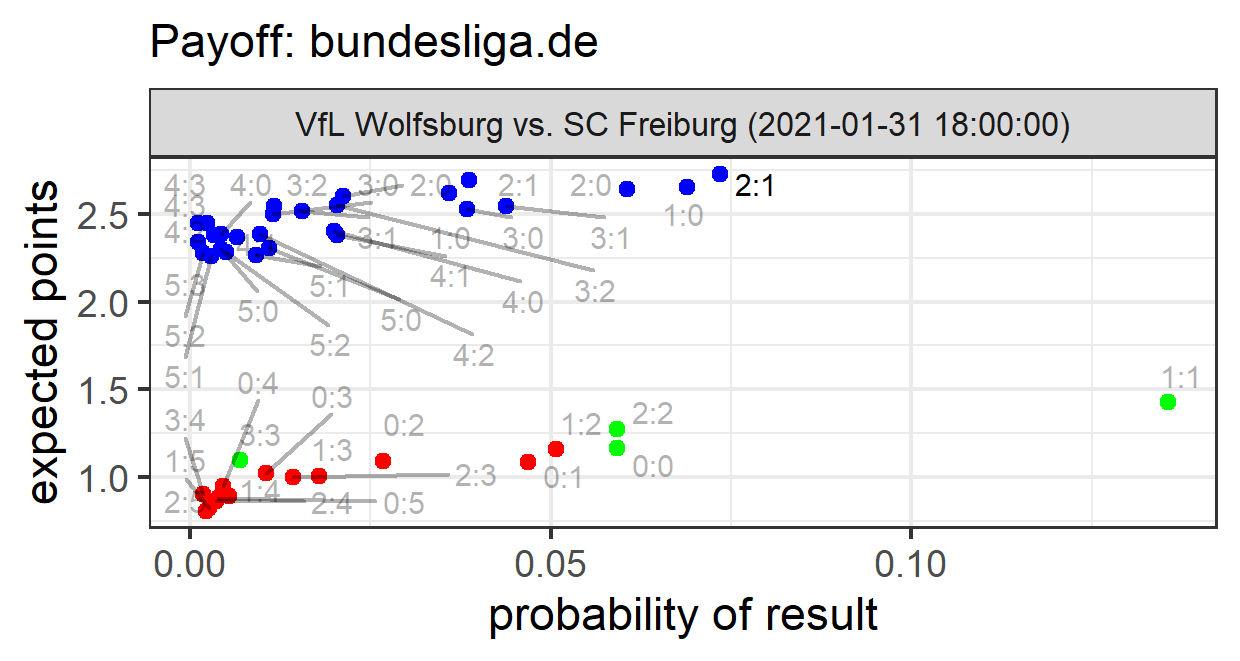 Payoff: bundesliga.de
VfL Wolfsburg vs. SC Freiburg (2021-01-31 18:00:00)
expected points
2.5
2.0
1.5
1.0
4:3 4:0 3:2 3:0 2:0 2:1 2:0 2:1
4:3 1:0
3:1 1:0 3:0 3:1
5:3 5:1 4:1 3:2
5:0 4:0
5:2 5:2 5:0
4:2
5:1 0:4 0:3 1:1
3:4 3:3 0:2 1:2 2:2
1:5 1:3 2:3 0:1 0:0
1:4 2:4 0:5
0.00 0.05 0.10
probability of result